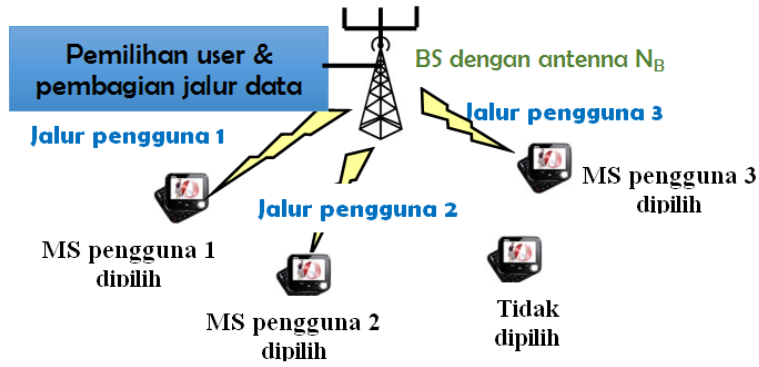 Pemilihan user &
pembagian jalur data
BS dengan antenna N_B
Jalur pengguna 1
Jalur pengguna 3
MS pengguna 3
dipilih
Jalur pengguna 2
MS pengguna 1
dipilih
MS pengguna 2
dipilih
Tidak
dipilih